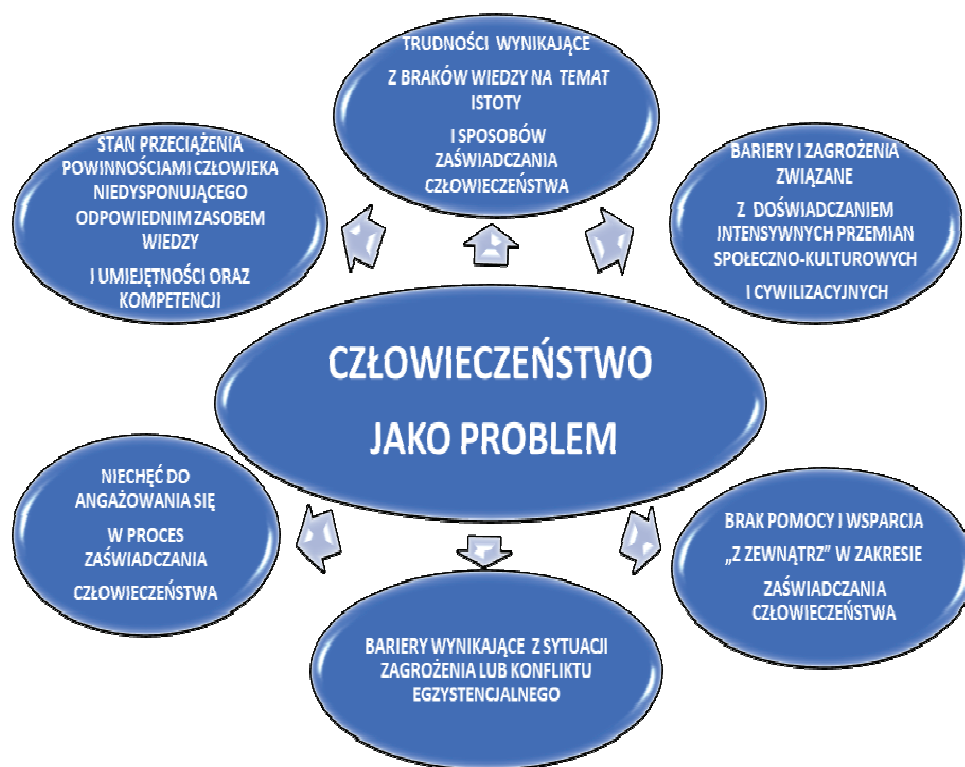 TRUDNOŚCI WYNIKAJĄCE
Z BRAKÓW WIEDZY NA TEMAT
ISTOTY
I SPOSOBÓW
ZAŚWIADCZANIA
CZŁOWIECZEŃSTWA
STAN PRZECIĄŻENIA
POWINNOŚCIAMI CZŁOWIEKA
NIEDYSPONUJĄCEGO
ODPOWIEDNIM ZASOBEM
WIEDZY
I UMIEJĘTNOŚCI ORAZ
KOMPETENCJI
BARIERY I ZAGROŻENIA
ZWIĄZANE
Z DOŚWIADCZANIEM
INTENSYWNYCH PRZEMIAN
SPOŁECZNO-KULTUROWYCH
I CYWILIZACYJNYCH
CZŁOWIECZEŃSTWO
JAKO PROBLEM
NIECHĘĆ DO
ANGAŻOWANIA SIĘ
W PROCES
ZAŚWIADCZANIA
CZŁOWIECZEŃSTWA
BRAK POMOCY I WSPARCIA
„Z ZEWNĄTRZ” W ZAKRESIE
ZAŚWIADCZANIA
CZŁOWIECZEŃSTWA
BARIERY WYNIKAJĄCE Z SYTUACJI
ZAGROŻENIA LUB KONFLIKTU
EGZYSTENCJALNEGO